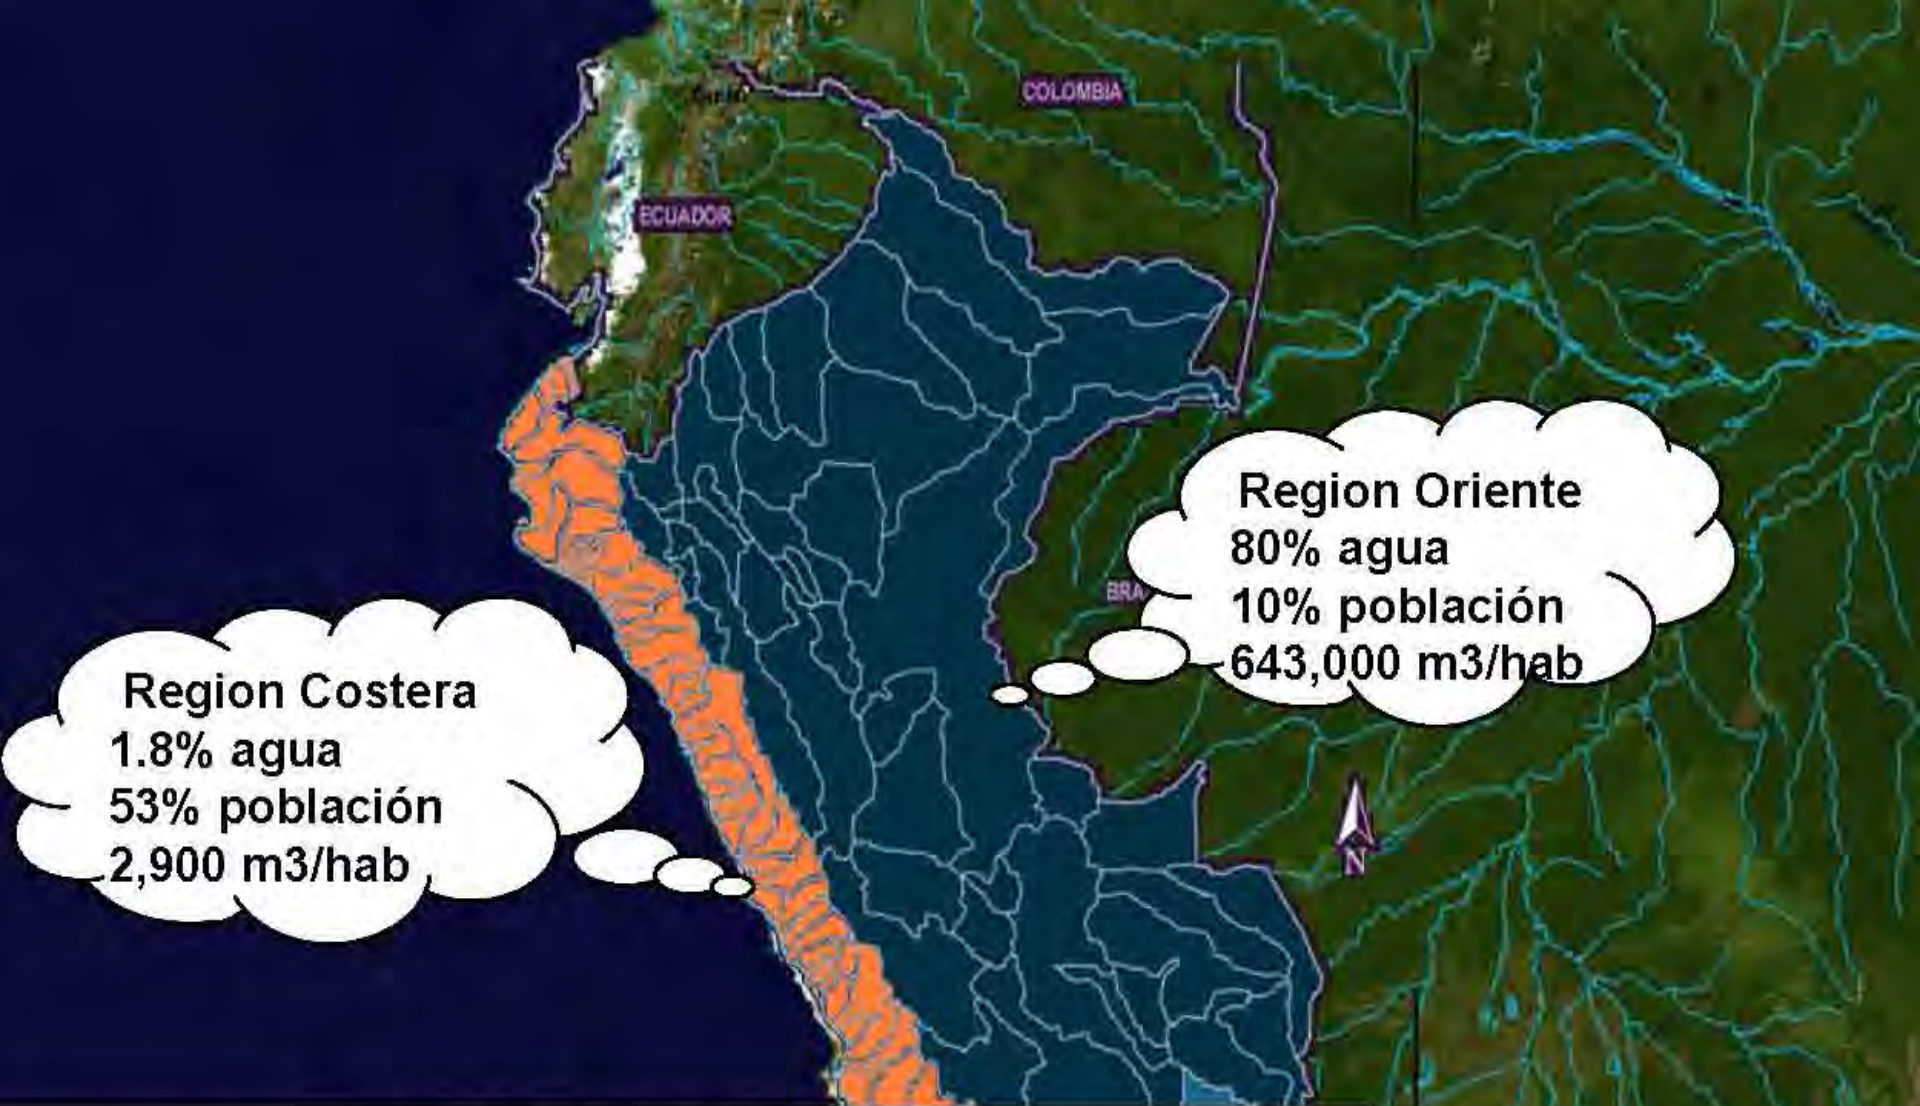 COLOMBIA
ECUADOR
Region Oriente
80% agua
10% población
643,000 m3/hab
BRA
Region Costera
1.8% agua
53% población
2,900 m3/hab
N